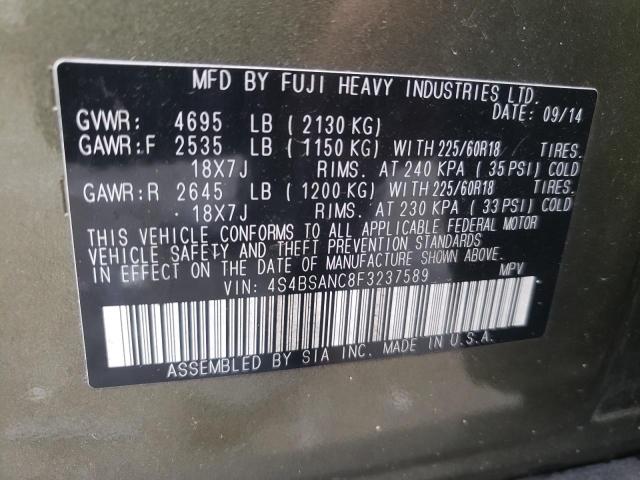 MFD BY FUJI HEAVY INDUSTRIES LTD.
DATE: 09/14
GVWR: 4695 LB ( 2130 KG)
GAWR:F 2535 LB ( 1150 KG) WITH 225/60R18 TIRES.
18X7J RIMS. AT 240 KPA ( 35 PSI) COLD
GAWR:R 2645 LB ( 1200 KG) WITH 225/60R18 TIRES.
18X7J RIMS. AT 230 KPA ( 33 PSI) COLD
THIS VEHICLE CONFORMS TO ALL APPLICABLE FEDERAL MOTOR
VEHICLE SAFETY AND THEFT PREVENTION STANDARDS
IN EFFECT ON THE DATE OF MANUFACTURE SHOWN ABOVE.
VIN: 4S4BSANC8F3237589 MPV
ASSEMBLED BY SIA INC. MADE IN U.S.A.